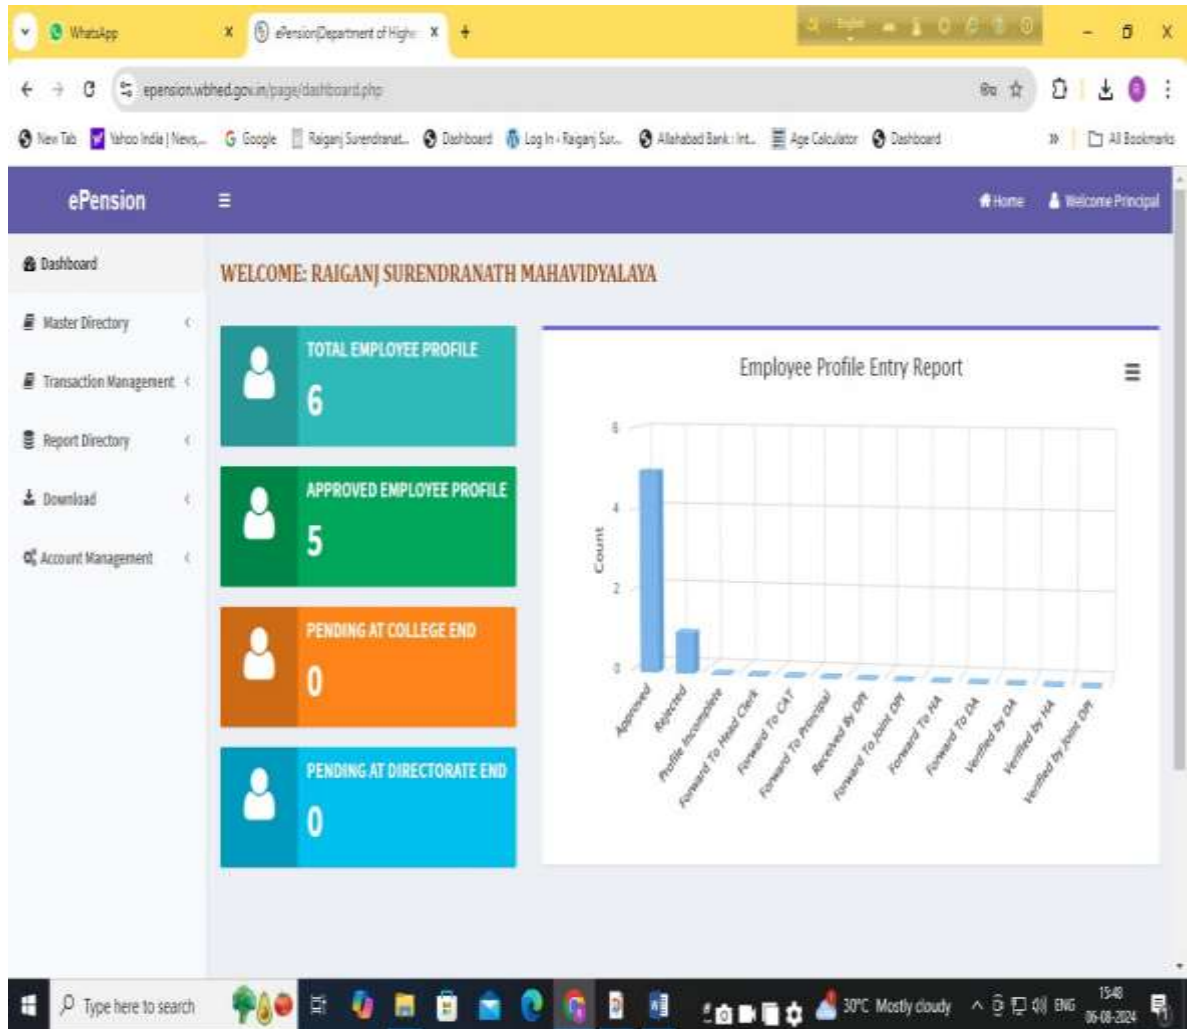 WhatsApp
ePension|Department of Highe
epension.wbhed.gov.in/page/dashboard.php
New Tab
Yahoo India | News,...
Google
Raiganj Surendranat...
Dashboard
Log In ‹ Raiganj Sur...
Allahabad Bank : Int...
Age Calculator
Dashboard
All Bookmarks
ePension
Home
Welcome Principal
Dashboard
Master Directory
Transaction Management
Report Directory
Download
Account Management
WELCOME: RAIGANJ SURENDRANATH MAHAVIDYALAYA
TOTAL EMPLOYEE PROFILE
6
APPROVED EMPLOYEE PROFILE
5
PENDING AT COLLEGE END
0
PENDING AT DIRECTORATE END
0
Employee Profile Entry Report
Count
6
4
2
0
Approved
Rejected
Profile Incomplete
Forward To Head Clerk
Forward To CAT
Forward To Principal
Received By DPI
Forward To Joint DPI
Forward To HA
Forward To DA
Verified by DA
Verified by HA
Verified by Joint DPI
Type here to search
30°C Mostly cloudy
ENG
15:48
06-08-2024